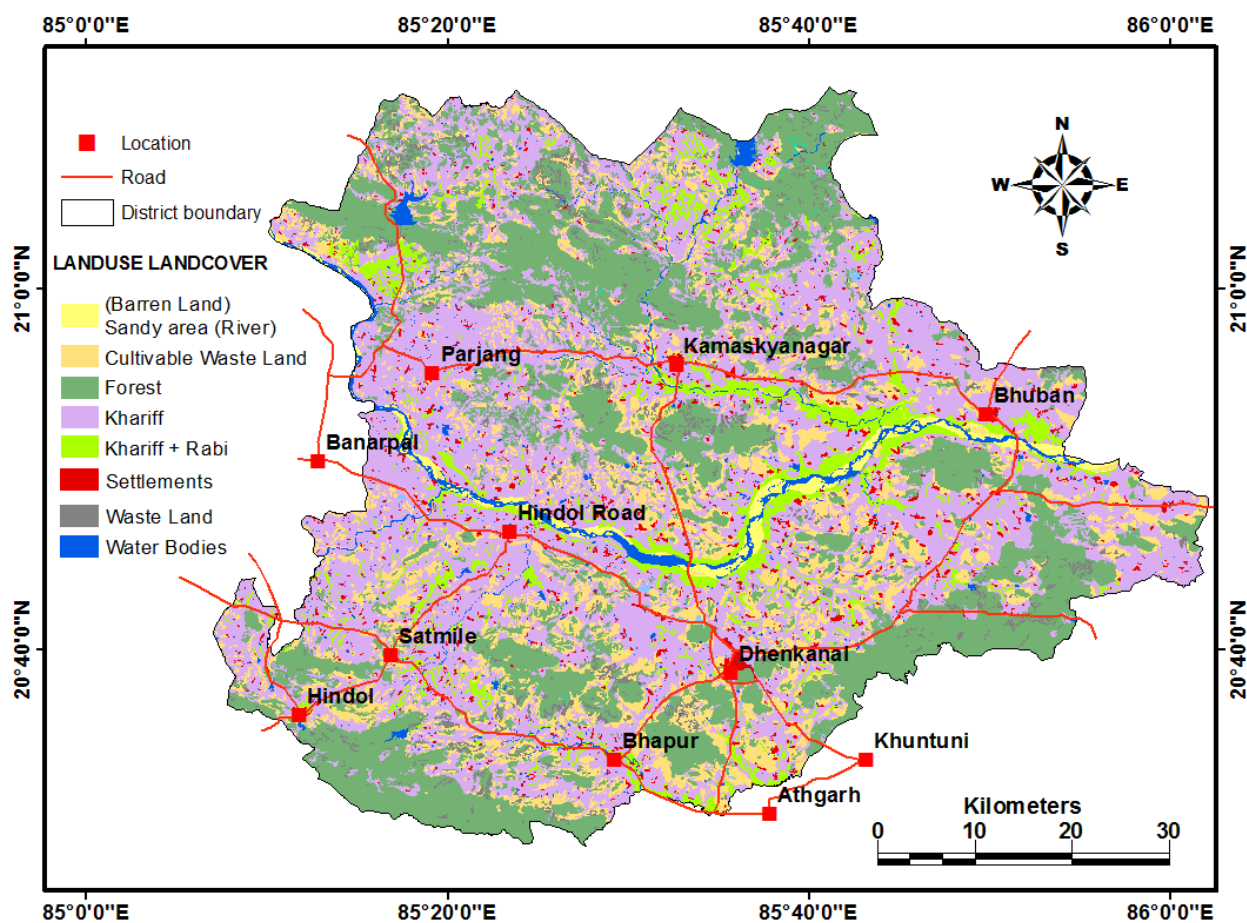 85°0'0"E 85°20'0"E 85°40'0"E 86°0'0"E
Location
Road
District boundary
LANDUSE LANDCOVER
(Barren Land)
Sandy area (River)
Cultivable Waste Land
Forest
Khariff
Khariff + Rabi
Settlements
Waste Land
Water Bodies
N
W E
S
21°0'0"N 21°0'0"N
Parjang
Kamaskyanagar
Bhuban
Banarpal
Hindol Road
20°40'0"N 20°40'0"N
Satmile
Dhenkanal
Hindol
Bhapur
Khuntuni
Athgarh
Kilometers
0 10 20 30
85°0'0"E 85°20'0"E 85°40'0"E 86°0'0"E